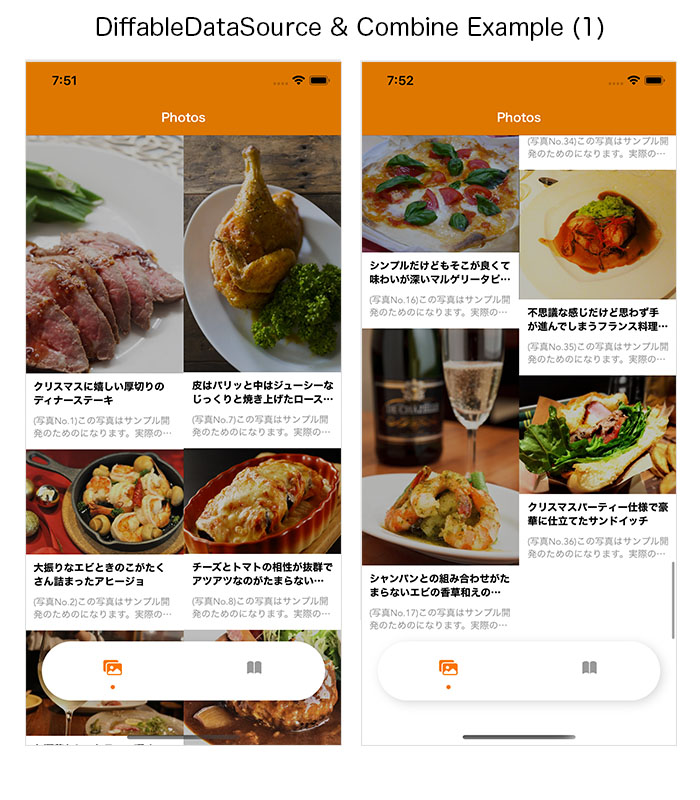 DiffableDataSource & Combine Example (1)
7:51
Photos
クリスマスに嬉しい厚切りの
ディナーステーキ
(写真No.1)この写真はサンプル開
発のためのになります。実際の…
皮はパリッと中はジューシーな
じっくりと焼き上げたロース…
(写真No.7)この写真はサンプル開
発のためのになります。実際の…
大振りなエビときのこがたく
さん詰まったアヒージョ
(写真No.2)この写真はサンプル開
発のためのになります。実際の…
チーズとトマトの相性が抜群で
アツアツなのがたまらない…
(写真No.8)この写真はサンプル開
発のためのになります。実際の…
7:52
Photos
シンプルだけどもそこが良くて
味わいが深いマルゲリータピ…
(写真No.16)この写真はサンプル
開発のためのになります。実際…
シャンパンとの組み合わせがた
まらないエビの香草和えの…
(写真No.17)この写真はサンプル
開発のためのになります。実際…
(写真No.34)この写真はサンプル
開発のためのになります。実際…
不思議な感じだけど思わず手
が進んでしまうフランス料理…
(写真No.35)この写真はサンプル
開発のためのになります。実際…
クリスマスパーティー仕様で豪
華に仕立てたサンドイッチ
(写真No.36)この写真はサンプル
開発のためのになります。実際…